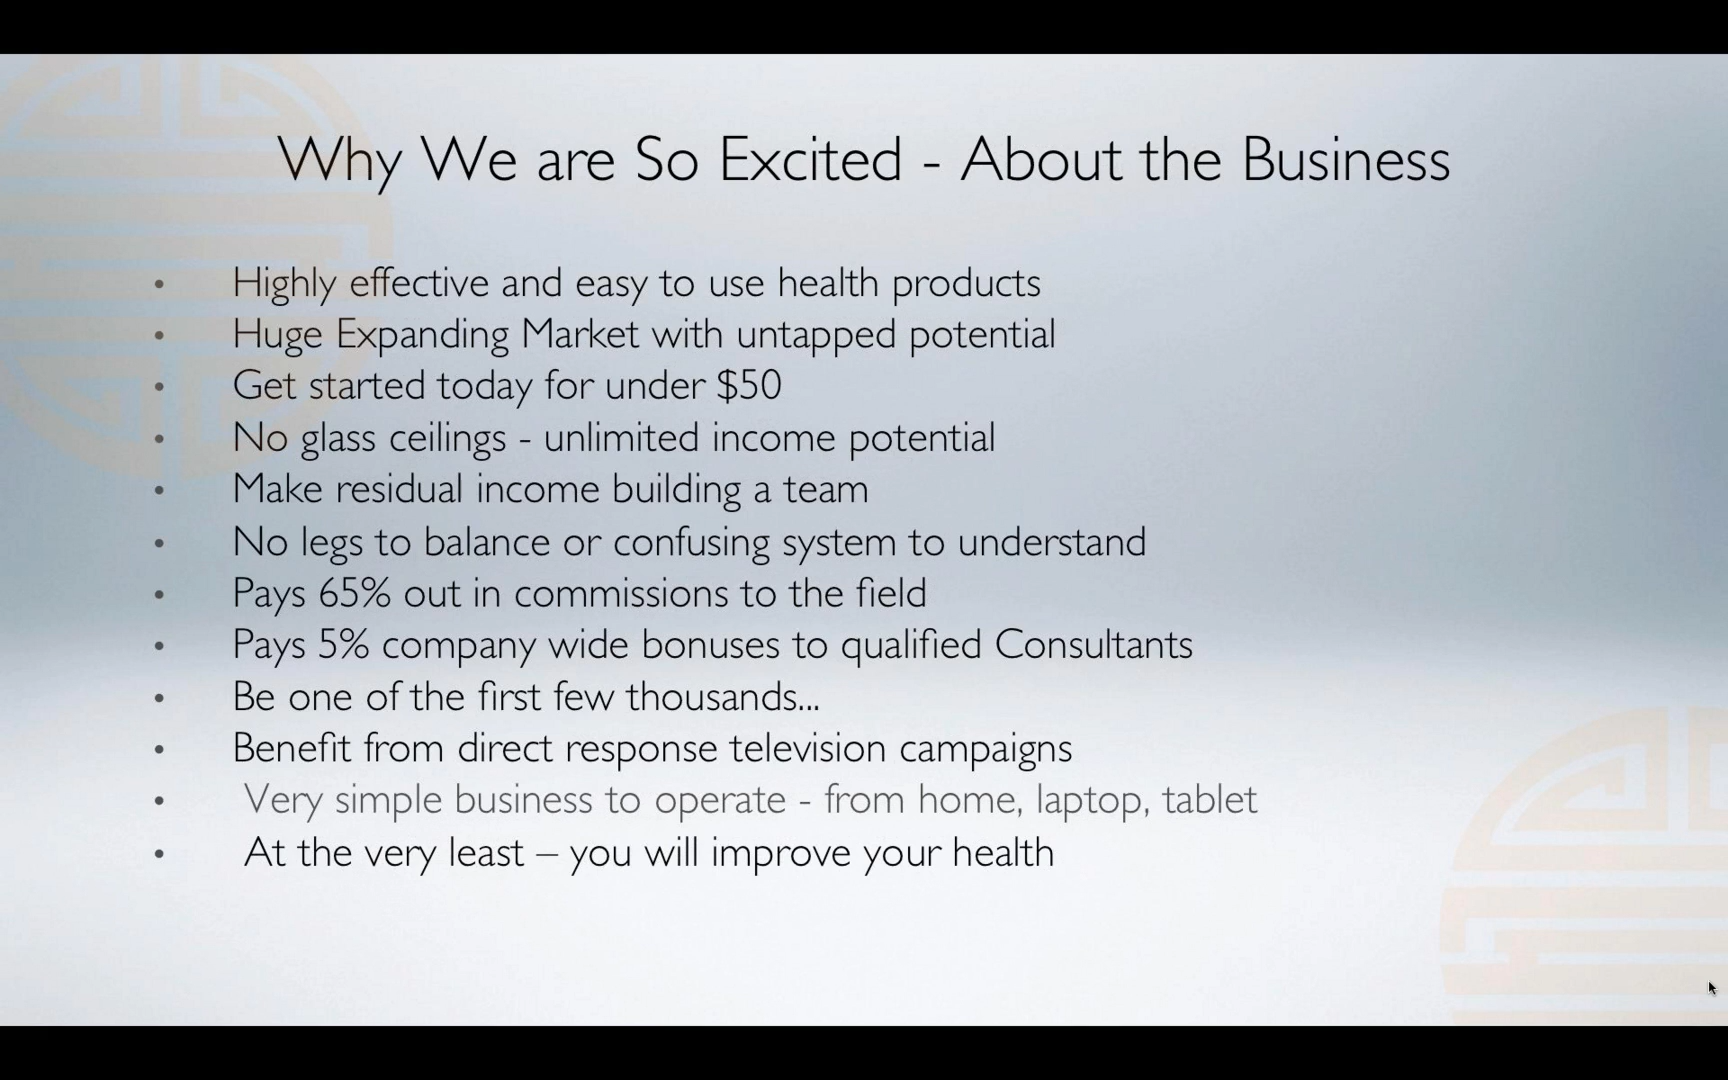 Why We are So Excited - About the Business
• Highly effective and easy to use health products
• Huge Expanding Market with untapped potential
• Get started today for under $50
• No glass ceilings - unlimited income potential
• Make residual income building a team
• No legs to balance or confusing system to understand
• Pays 65% out in commissions to the field
• Pays 5% company wide bonuses to qualified Consultants
• Be one of the first few thousands...
• Benefit from direct response television campaigns
• Very simple business to operate - from home, laptop, tablet
• At the very least – you will improve your health